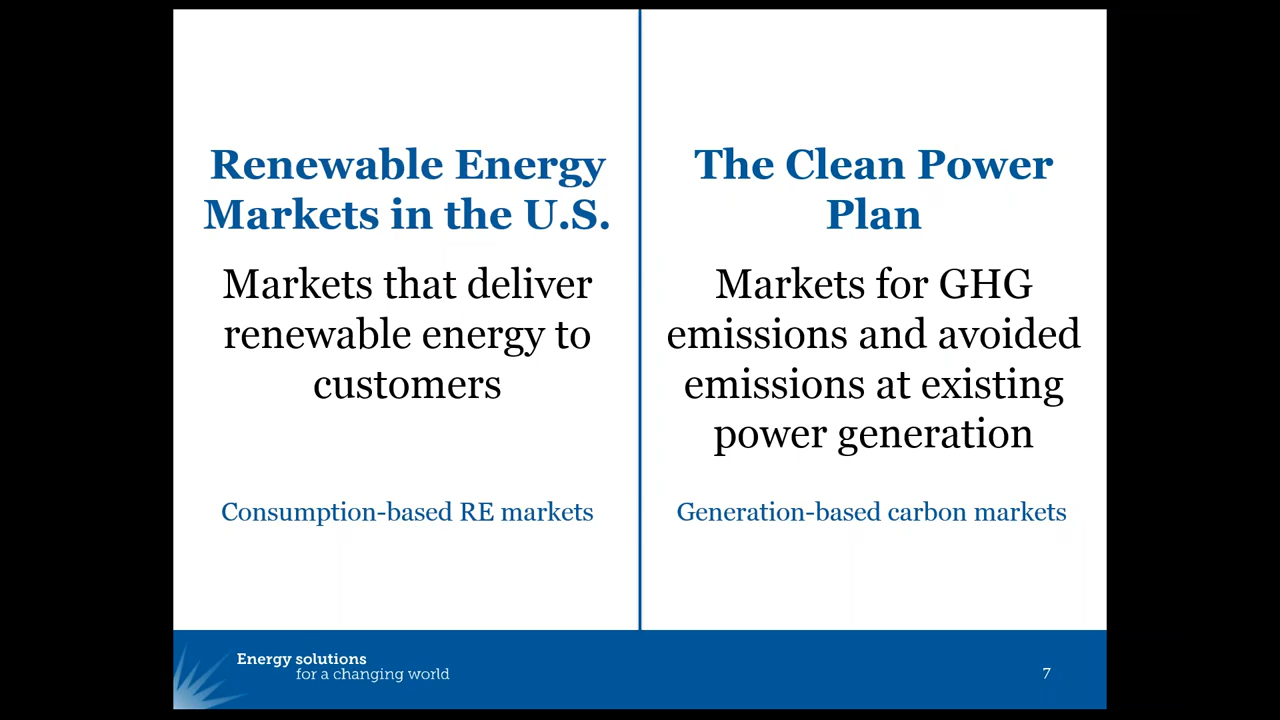 Renewable Energy
Markets in the U.S.
Markets that deliver
renewable energy to
customers
Consumption-based RE markets
The Clean Power
Plan
Markets for GHG
emissions and avoided
emissions at existing
power generation
Generation-based carbon markets
Energy solutions
for a changing world
7